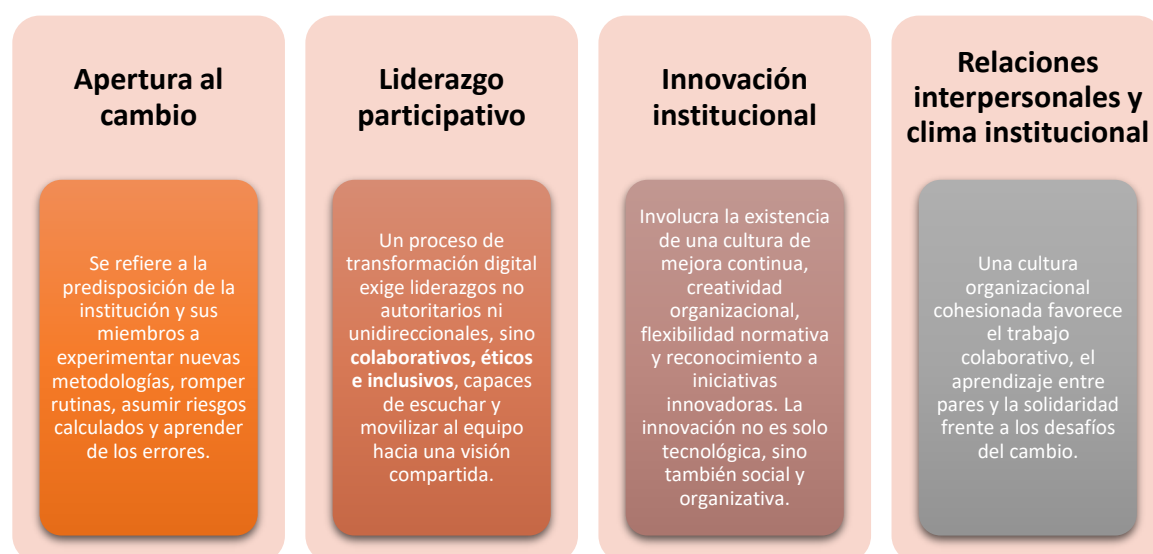 Apertura al
cambio
Se refiere a la
predisposición de la
institución y sus
miembros a
experimentar nuevas
metodologías, romper
rutinas, asumir riesgos
calculados y aprender
de los errores.
Liderazgo
participativo
Un proceso de
transformación digital
exige liderazgos no
autoritarios ni
unidireccionales, sino
colaborativos, éticos
e inclusivos, capaces
de escuchar y
movilizar al equipo
hacia una visión
compartida.
Innovación
institucional
Involucra la existencia
de una cultura de
mejora continua,
creatividad
organizacional,
flexibilidad normativa
y reconocimiento a
iniciativas
innovadoras. La
innovación no es solo
tecnológica, sino
también social y
organizativa.
Relaciones
interpersonales y
clima institucional
Una cultura
organizacional
cohesionada favorece
el trabajo
colaborativo, el
aprendizaje entre
pares y la solidaridad
frente a los desafíos
del cambio.